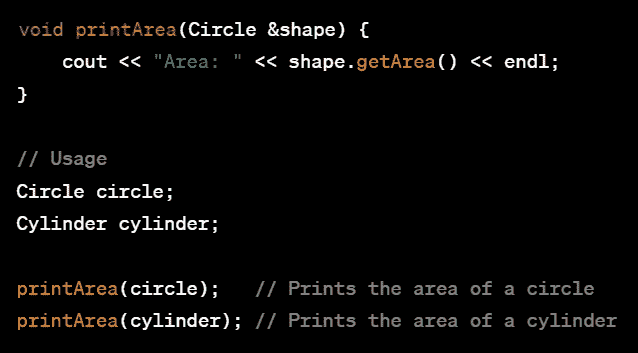 void printArea(Circle &shape) {
    cout << "Area: " << shape.getArea() << endl;
}

// Usage
Circle circle;
Cylinder cylinder;

printArea(circle);   // Prints the area of a circle
printArea(cylinder); // Prints the area of a cylinder